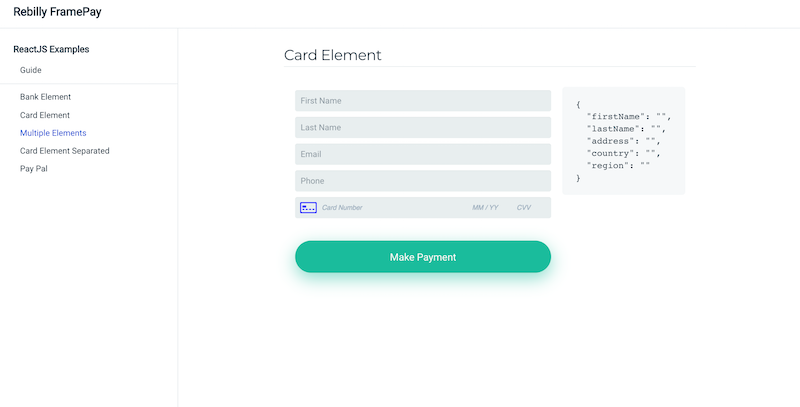 Rebilly FramePay
ReactJS Examples
Guide
Bank Element
Card Element
Multiple Elements
Card Element Separated
Pay Pal
Card Element
First Name
Last Name
Email
Phone
Card Number MM / YY CVV
Make Payment
{
"firstName": "",
"lastName": "",
"address": "",
"country": "",
"region": ""
}